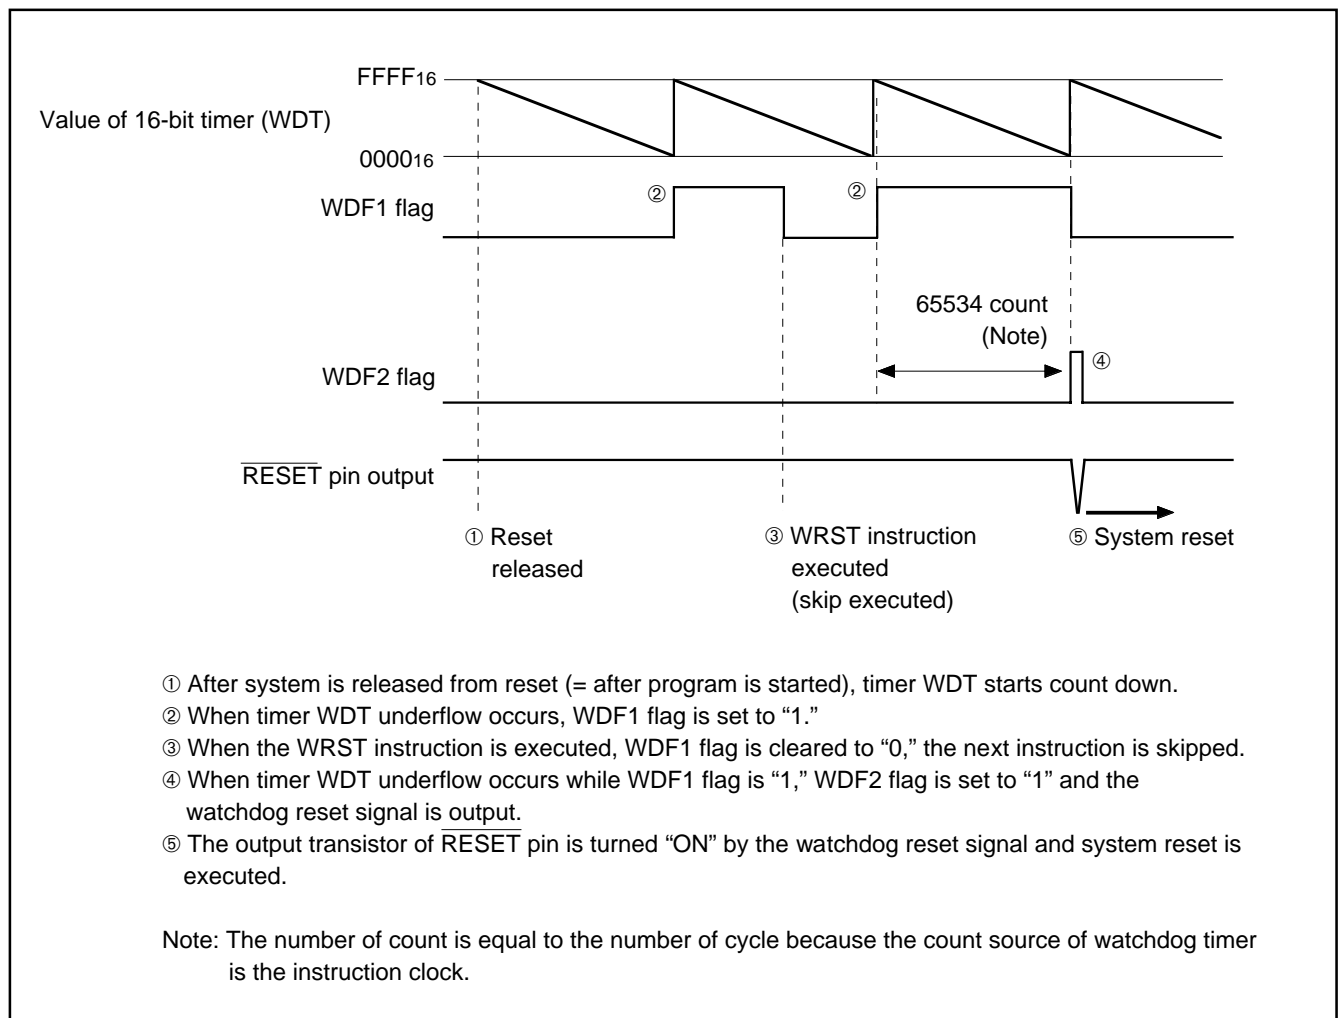 FFFF16
Value of 16-bit timer (WDT)
000016
②
②
WDF1 flag
65534 count
(Note)
④
WDF2 flag
RESET pin output
① Reset
released
③ WRST instruction
executed
(skip executed)
⑤ System reset
① After system is released from reset (= after program is started), timer WDT starts count down.
② When timer WDT underflow occurs, WDF1 flag is set to “1.”
③ When the WRST instruction is executed, WDF1 flag is cleared to “0,” the next instruction is skipped.
④ When timer WDT underflow occurs while WDF1 flag is “1,” WDF2 flag is set to “1” and the
watchdog reset signal is output.
⑤ The output transistor of RESET pin is turned “ON” by the watchdog reset signal and system reset is
executed.
Note: The number of count is equal to the number of cycle because the count source of watchdog timer
is the instruction clock.